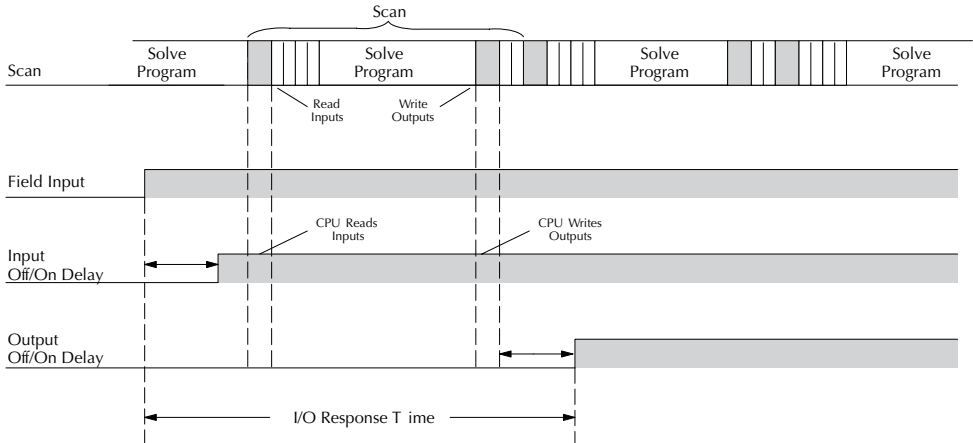 Scan
Scan
Solve
Program
Solve
Program
Solve
Program
Solve
Program
Read
Inputs
Write
Outputs
Field Input
CPU Reads
Inputs
CPU Writes
Outputs
Input
Off/On Delay
Output
Off/On Delay
I/O Response T ime